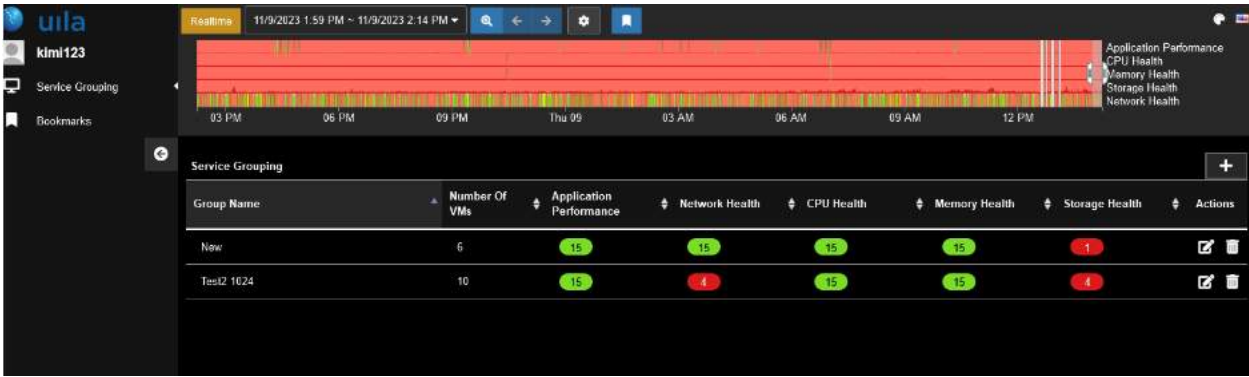 uila
Realtime 11/9/2023 1:59 PM ~ 11/9/2023 2:14 PM
kimi123
Service Grouping
Bookmarks
Application Performance
CPU Health
Memory Health
Storage Health
Network Health
03 PM 06 PM 09 PM Thu 09 03 AM 06 AM 09 AM 12 PM
Service Grouping
Group Name Number Of VMs Application Performance Network Health CPU Health Memory Health Storage Health Actions
New 6 15 15 15 15 1
Test2 1024 10 15 4 15 15 4